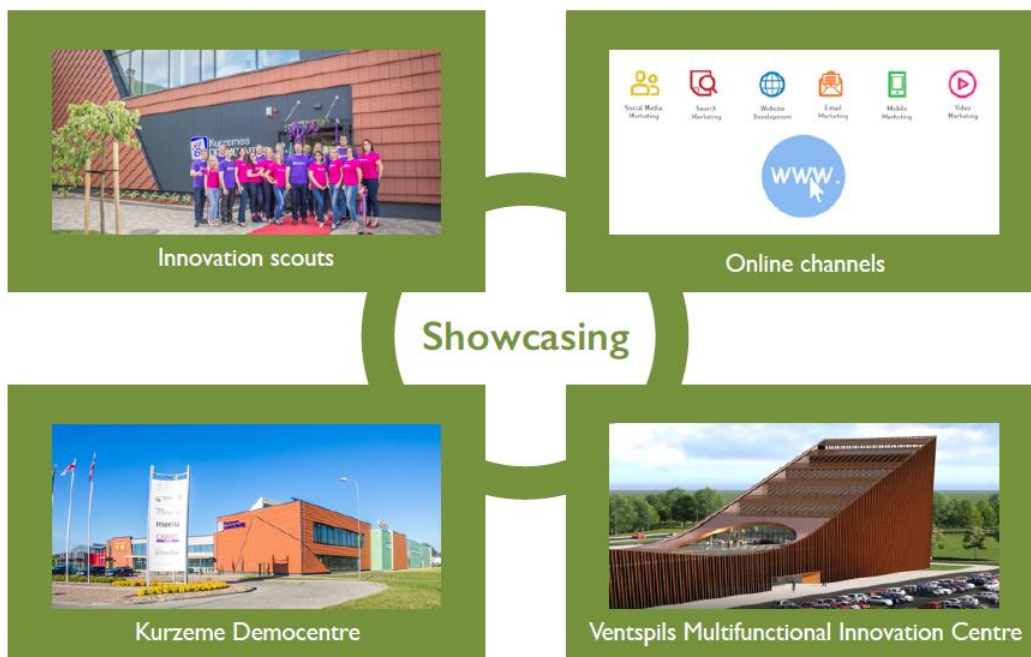 Kurzemes
Innovation scouts
Social Media
Marketing
Search
Marketing
Website
Development
Email
Marketing
Mobile
Marketing
Video
Marketing
www.
Online channels
Showcasing
Kurzeme Democentre
Ventspils Multifunctional Innovation Centre